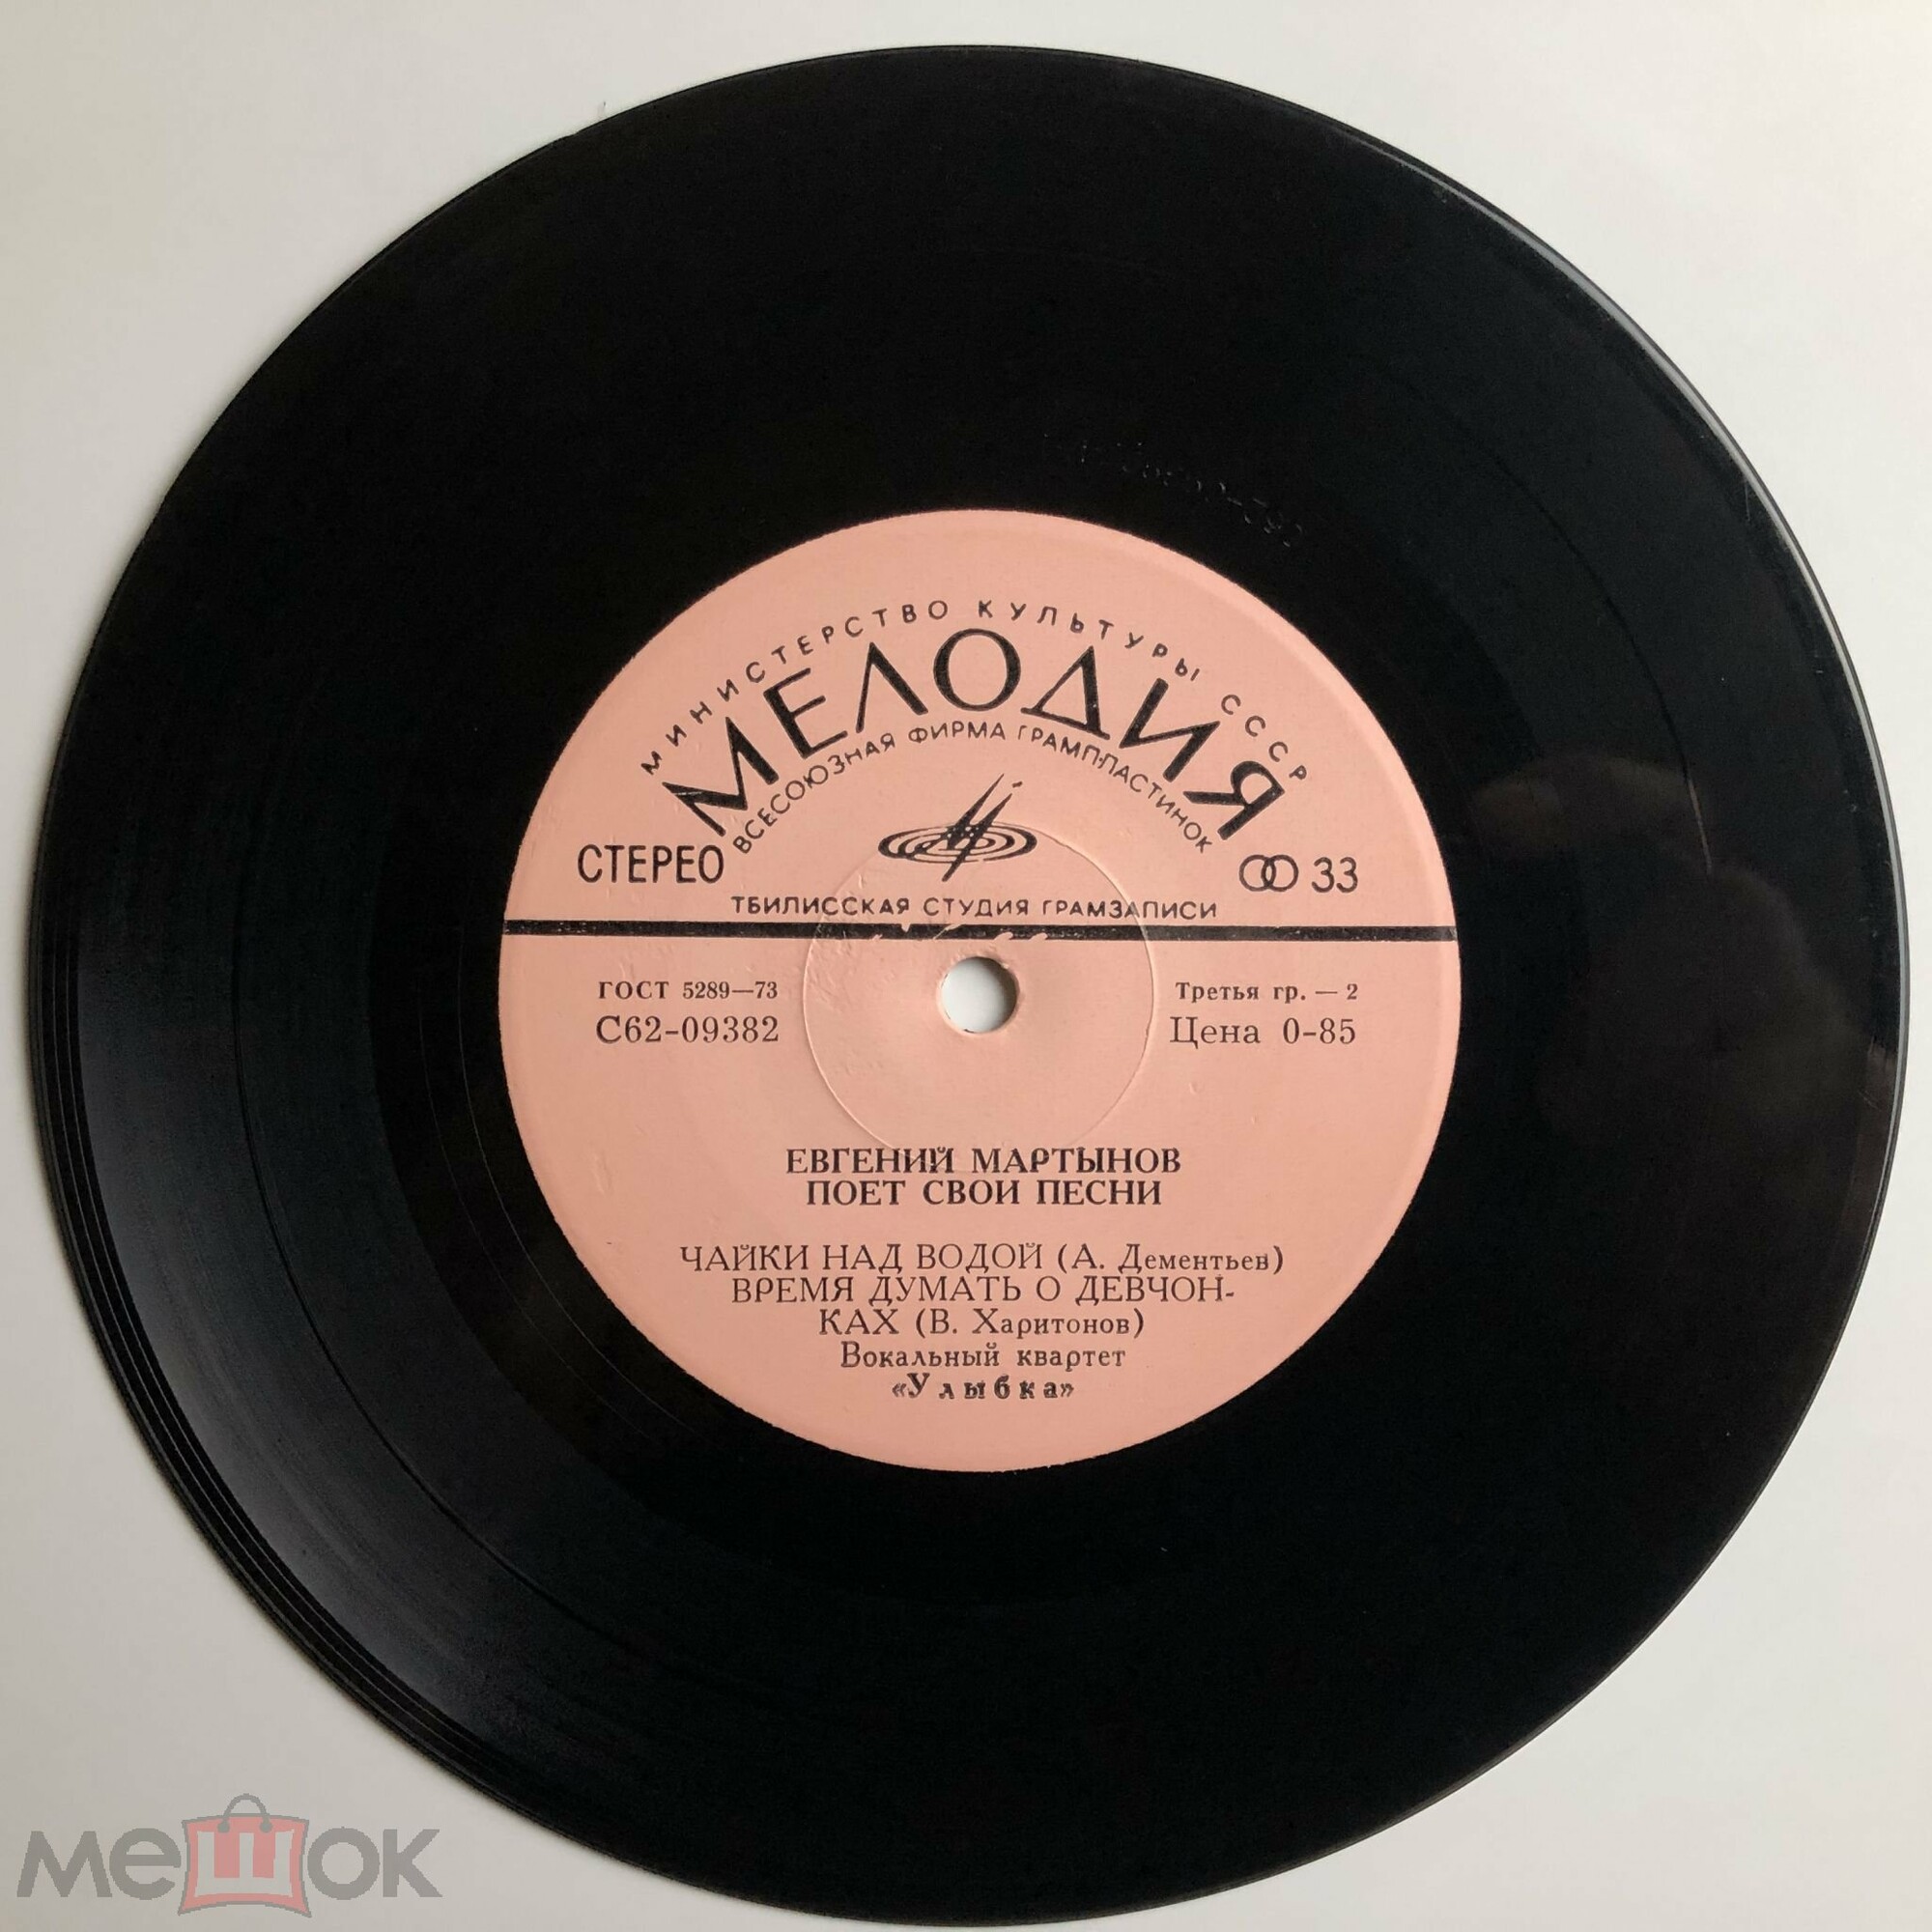 МИНИСТЕРСТВО КУЛЬТУРЫ СССР
МЕЛОДИЯ
ВСЕСОЮЗНАЯ ФИРМА ГРАМПЛАСТИНОК
СТЕРЕО
33
ТБИЛИССКАЯ СТУДИЯ ГРАМЗАПИСИ
ГОСТ 5289—73
Третья гр. — 2
С62-09382
Цена 0-85
ЕВГЕНИЙ МАРТЫНОВ
ПОЕТ СВОИ ПЕСНИ
ЧАЙКИ НАД ВОДОЙ (А. Дементьев)
ВРЕМЯ ДУМАТЬ О ДЕВЧОН-
КАХ (В. Харитонов)
Вокальный квартет
«Улыбка»
мешок